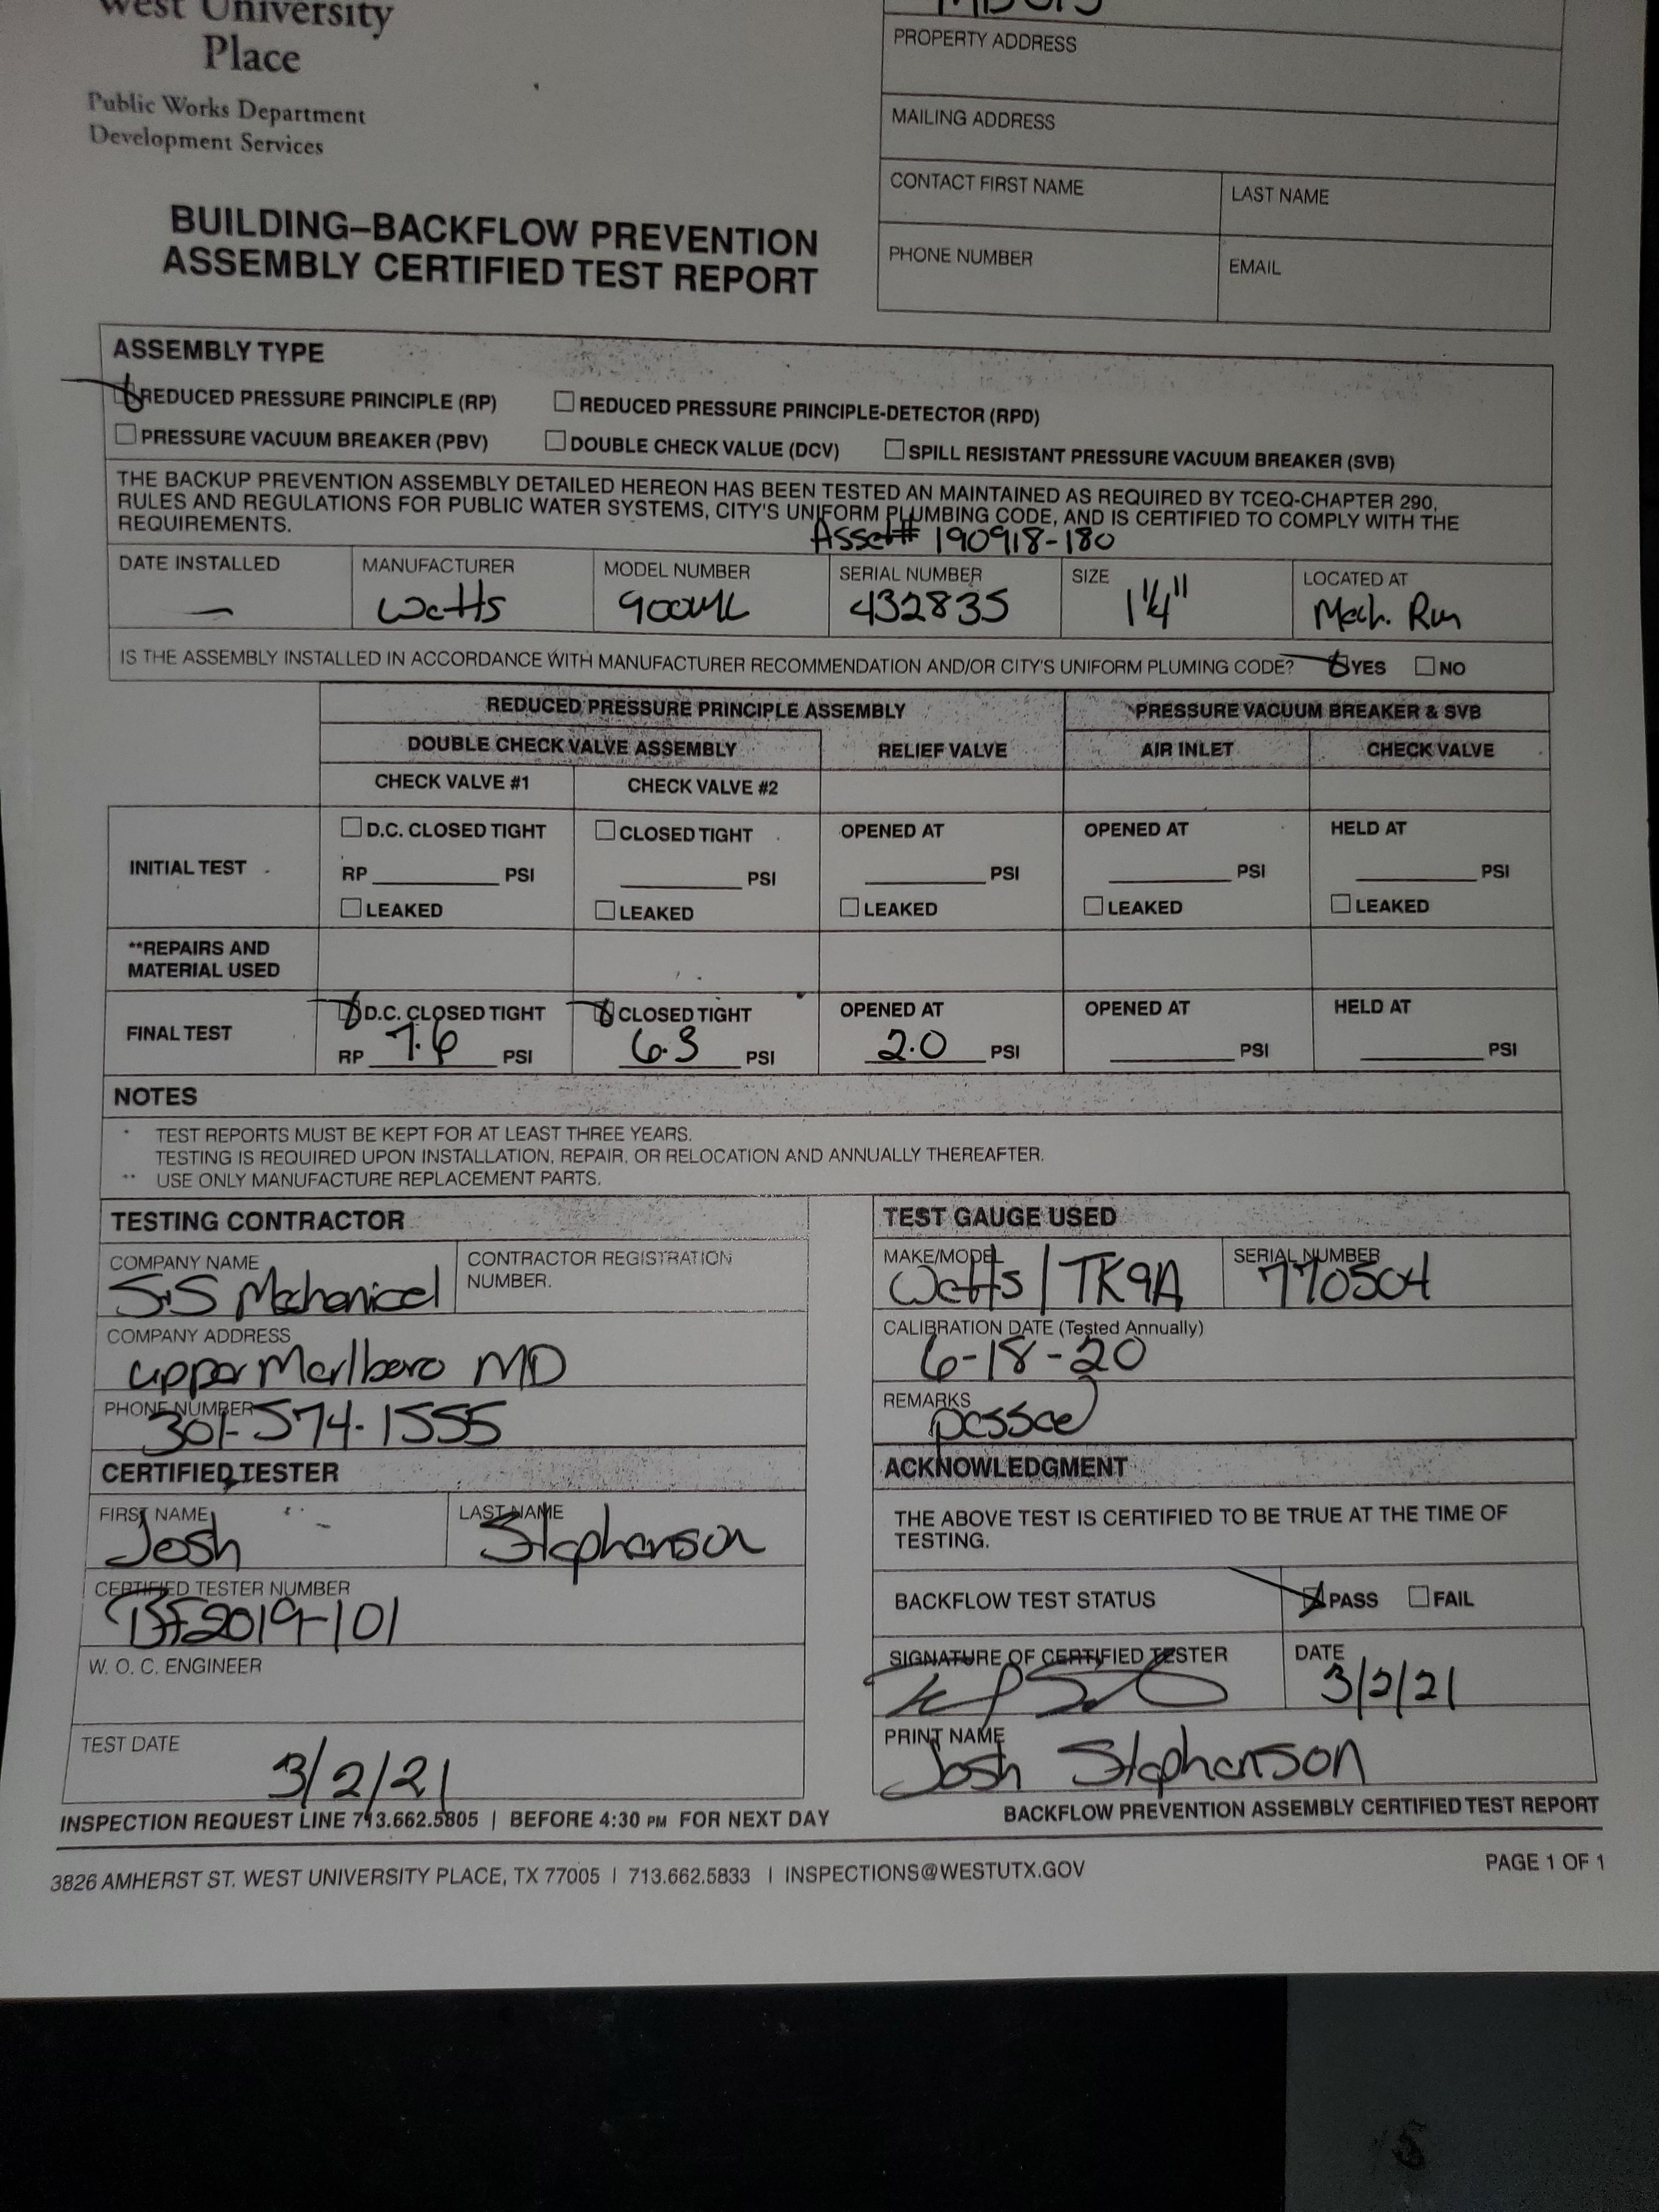 West University
Place
Public Works Department
Development Services
PROPERTY ADDRESS
MAILING ADDRESS
CONTACT FIRST NAME LAST NAME
PHONE NUMBER EMAIL
BUILDING–BACKFLOW PREVENTION
ASSEMBLY CERTIFIED TEST REPORT
ASSEMBLY TYPE
REDUCED PRESSURE PRINCIPLE (RP) REDUCED PRESSURE PRINCIPLE-DETECTOR (RPD)
PRESSURE VACUUM BREAKER (PBV) DOUBLE CHECK VALUE (DCV) SPILL RESISTANT PRESSURE VACUUM BREAKER (SVB)
THE BACKUP PREVENTION ASSEMBLY DETAILED HEREON HAS BEEN TESTED AN MAINTAINED AS REQUIRED BY TCEQ-CHAPTER 290,
RULES AND REGULATIONS FOR PUBLIC WATER SYSTEMS, CITY'S UNIFORM PLUMBING CODE, AND IS CERTIFIED TO COMPLY WITH THE
REQUIREMENTS.
Asset# 190918-180
DATE INSTALLED MANUFACTURER MODEL NUMBER SERIAL NUMBER SIZE LOCATED AT
— Watts 432835 1¼" Mech. Rm
IS THE ASSEMBLY INSTALLED IN ACCORDANCE WITH MANUFACTURER RECOMMENDATION AND/OR CITY'S UNIFORM PLUMING CODE? YES NO
REDUCED PRESSURE PRINCIPLE ASSEMBLY PRESSURE VACUUM BREAKER & SVB
DOUBLE CHECK VALVE ASSEMBLY RELIEF VALVE AIR INLET CHECK VALVE
CHECK VALVE #1 CHECK VALVE #2
INITIAL TEST
D.C. CLOSED TIGHT CLOSED TIGHT OPENED AT OPENED AT HELD AT
RP PSI PSI PSI PSI PSI
LEAKED LEAKED LEAKED LEAKED LEAKED
**REPAIRS AND
MATERIAL USED
FINAL TEST
D.C. CLOSED TIGHT CLOSED TIGHT OPENED AT OPENED AT HELD AT
RP 7.6 PSI 6.3 PSI 2.0 PSI PSI PSI
NOTES
* TEST REPORTS MUST BE KEPT FOR AT LEAST THREE YEARS.
TESTING IS REQUIRED UPON INSTALLATION, REPAIR, OR RELOCATION AND ANNUALLY THEREAFTER.
** USE ONLY MANUFACTURE REPLACEMENT PARTS.
TESTING CONTRACTOR
COMPANY NAME CONTRACTOR REGISTRATION
NUMBER.
S&S Mechanical
COMPANY ADDRESS
Upper Marlboro MD
PHONE NUMBER
301-574-1555
CERTIFIED TESTER
FIRST NAME LAST NAME
Josh Stephenson
CERTIFIED TESTER NUMBER
BF2019-101
W. O. C. ENGINEER
TEST DATE
3/2/21
TEST GAUGE USED
MAKE/MODEL SERIAL NUMBER
Watts / TK9A 770504
CALIBRATION DATE (Tested Annually)
6-18-20
REMARKS
passed
ACKNOWLEDGMENT
THE ABOVE TEST IS CERTIFIED TO BE TRUE AT THE TIME OF
TESTING.
BACKFLOW TEST STATUS PASS FAIL
SIGNATURE OF CERTIFIED TESTER DATE
3/2/21
PRINT NAME
Josh Stephenson
INSPECTION REQUEST LINE 713.662.5805 | BEFORE 4:30 PM FOR NEXT DAY BACKFLOW PREVENTION ASSEMBLY CERTIFIED TEST REPORT
3826 AMHERST ST. WEST UNIVERSITY PLACE, TX 77005 | 713.662.5833 | INSPECTIONS@WESTUTX.GOV PAGE 1 OF 1